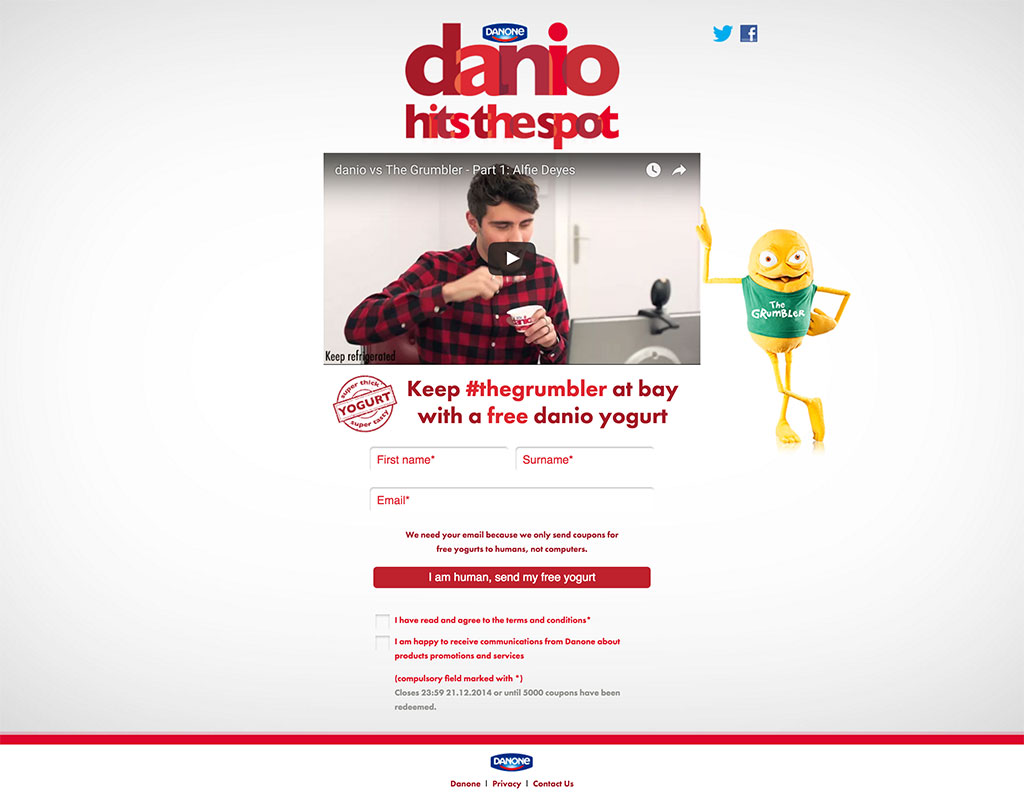 DANONE
danio
hits the spot
danio vs The Grumbler - Part 1: Alfie Deyes
danio
Keep refrigerated
The
GRumbLeR
super thick
YOGURT
super tasty
Keep #thegrumbler at bay
with a free danio yogurt
First name*
Surname*
Email*
We need your email because we only send coupons for
free yogurts to humans, not computers.
I am human, send my free yogurt
I have read and agree to the terms and conditions*
I am happy to receive communications from Danone about
products promotions and services
(compulsory field marked with *)
Closes 23:59 21.12.2014 or until 5000 coupons have been
redeemed.
DANONE
Danone | Privacy | Contact Us